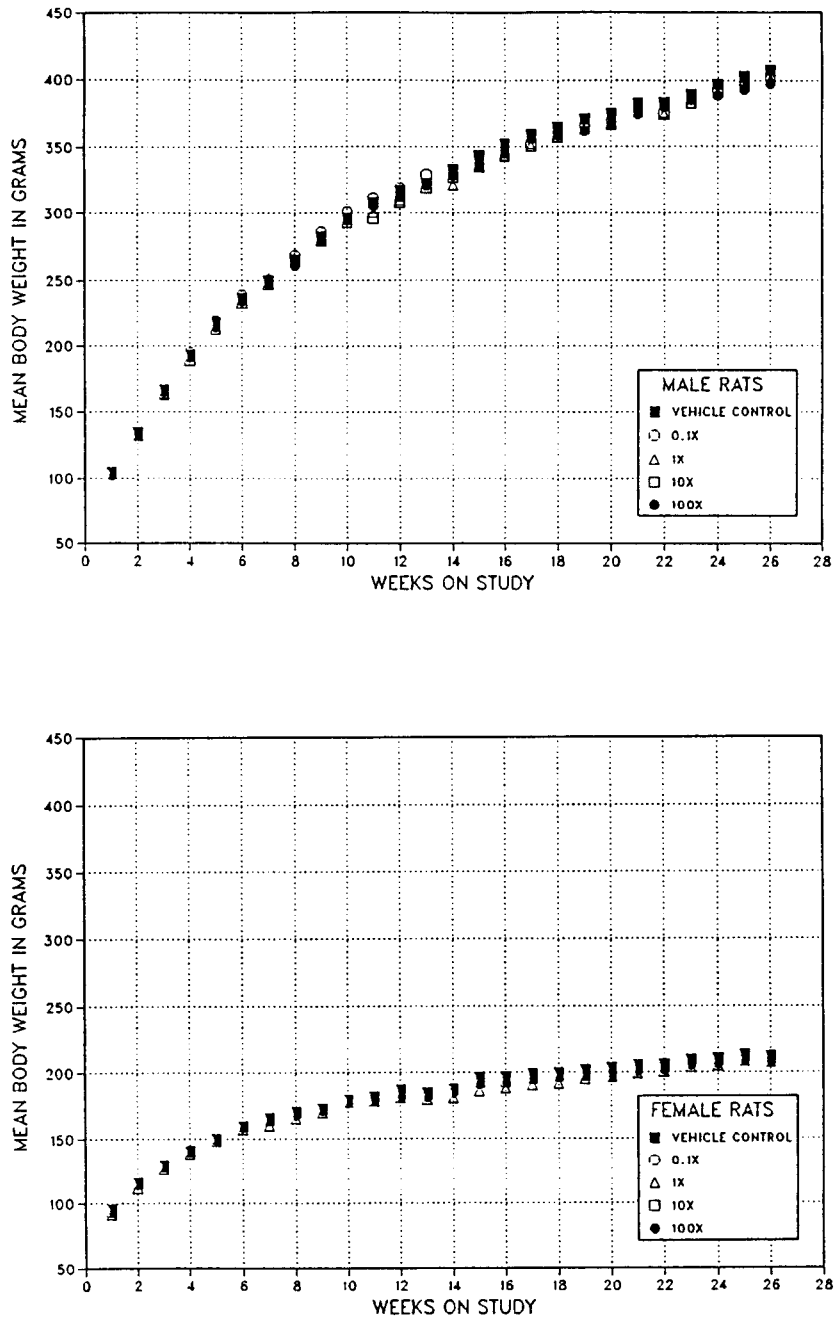 450
400
350
300
250
200
150
100
50
MEAN BODY WEIGHT IN GRAMS
MALE RATS
VEHICLE CONTROL
0.1X
1X
10X
100X
0 2 4 6 8 10 12 14 16 18 20 22 24 26 28
WEEKS ON STUDY
450
400
350
300
250
200
150
100
50
MEAN BODY WEIGHT IN GRAMS
FEMALE RATS
VEHICLE CONTROL
0.1X
1X
10X
100X
0 2 4 6 8 10 12 14 16 18 20 22 24 26 28
WEEKS ON STUDY